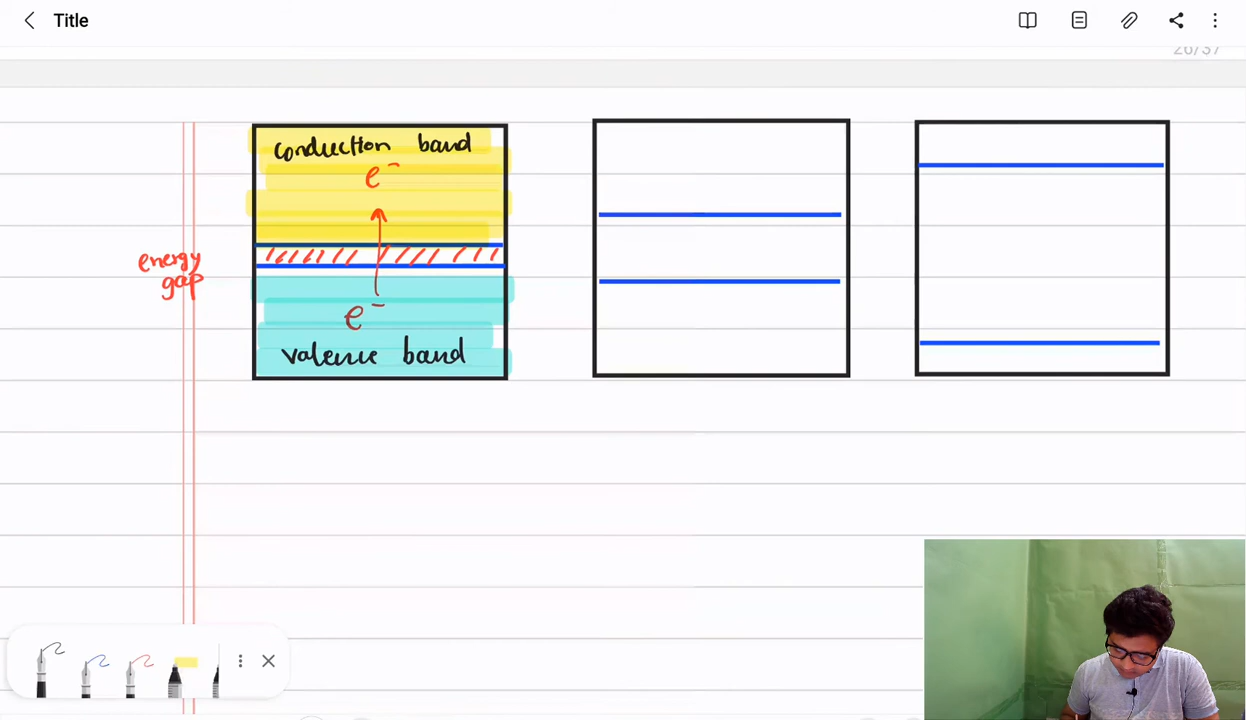 Title
26/37
conduction band
e⁻
energy
gap
e⁻
valence band